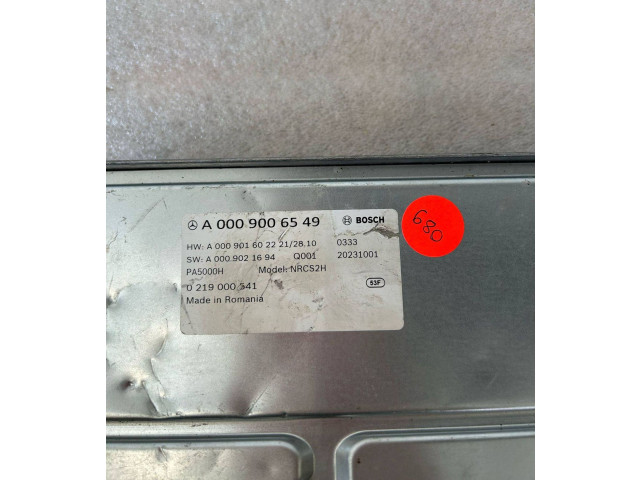 A 000 900 65 49 BOSCH
HW: A 000 901 60 22 21/28.10 0333
SW: A 000 902 16 94 Q001 20231001
PA5000H Model: NRCS2H
0 219 000 541 53F
Made in Romania
680